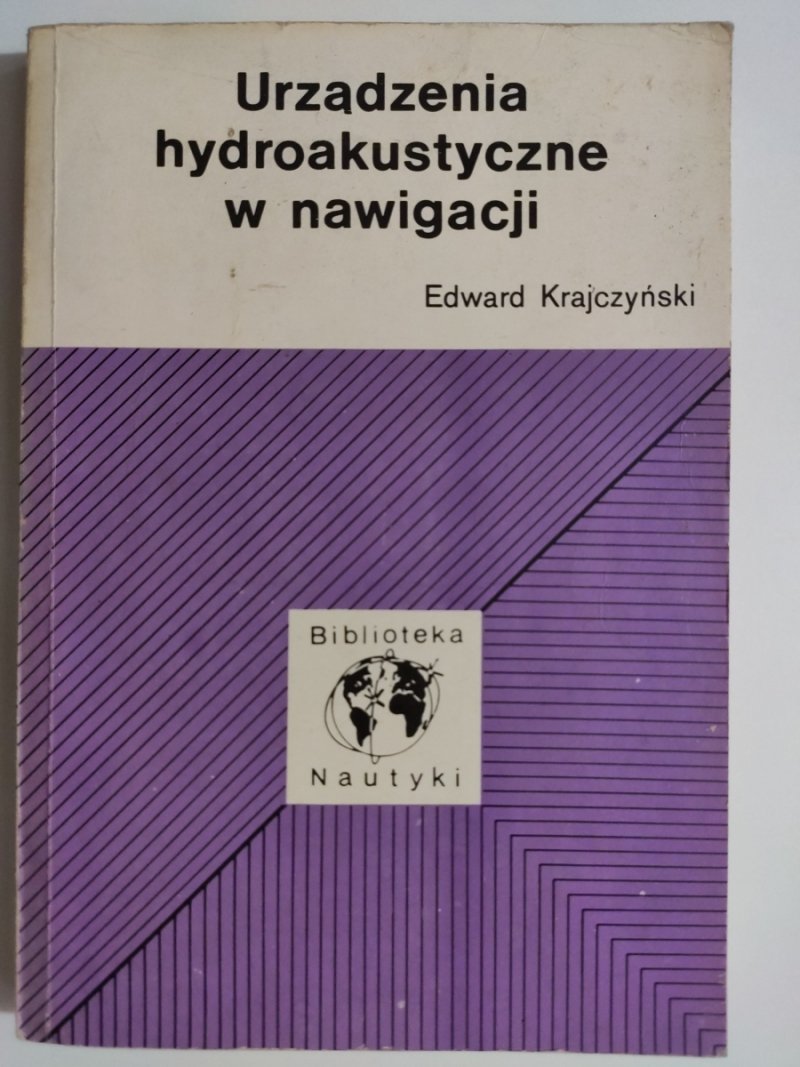 Urządzenia
hydroakustyczne
w nawigacji
Edward Krajczyński
Biblioteka
Nautyki